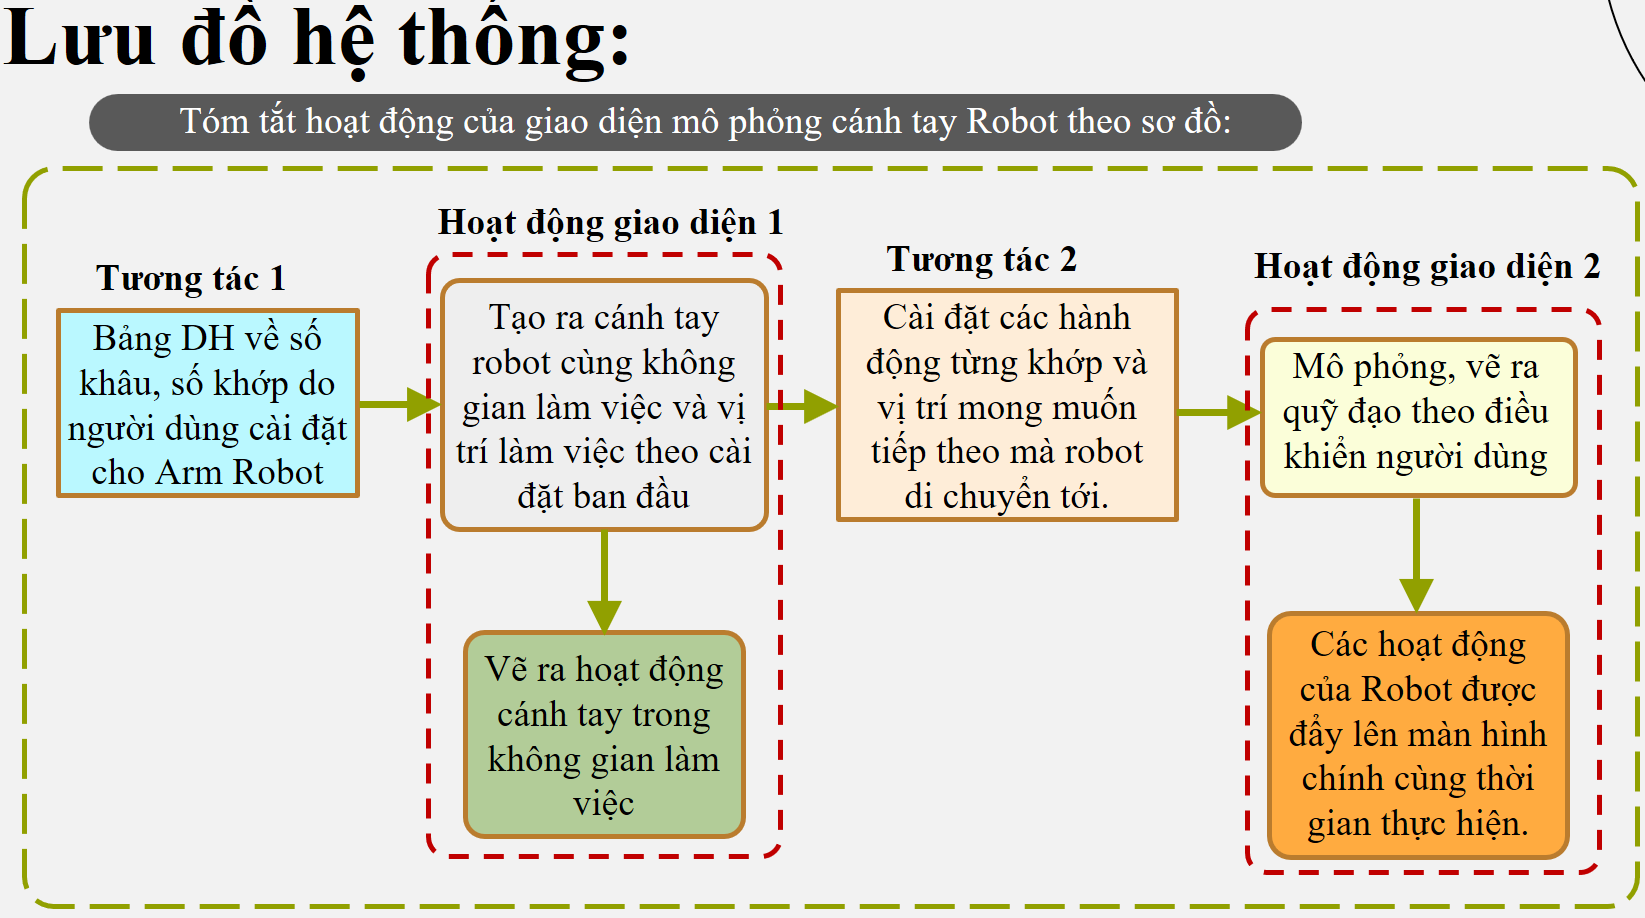 Lưu đồ hệ thống:
Tóm tắt hoạt động của giao diện mô phỏng cánh tay Robot theo sơ đồ:
Tương tác 1
Bảng DH về số
khâu, số khớp do
người dùng cài đặt
cho Arm Robot
Hoạt động giao diện 1
Tạo ra cánh tay
robot cùng không
gian làm việc và vị
trí làm việc theo cài
đặt ban đầu
Vẽ ra hoạt động
cánh tay trong
không gian làm
việc
Tương tác 2
Cài đặt các hành
động từng khớp và
vị trí mong muốn
tiếp theo mà robot
di chuyển tới.
Hoạt động giao diện 2
Mô phỏng, vẽ ra
quỹ đạo theo điều
khiển người dùng
Các hoạt động
của Robot được
đẩy lên màn hình
chính cùng thời
gian thực hiện.